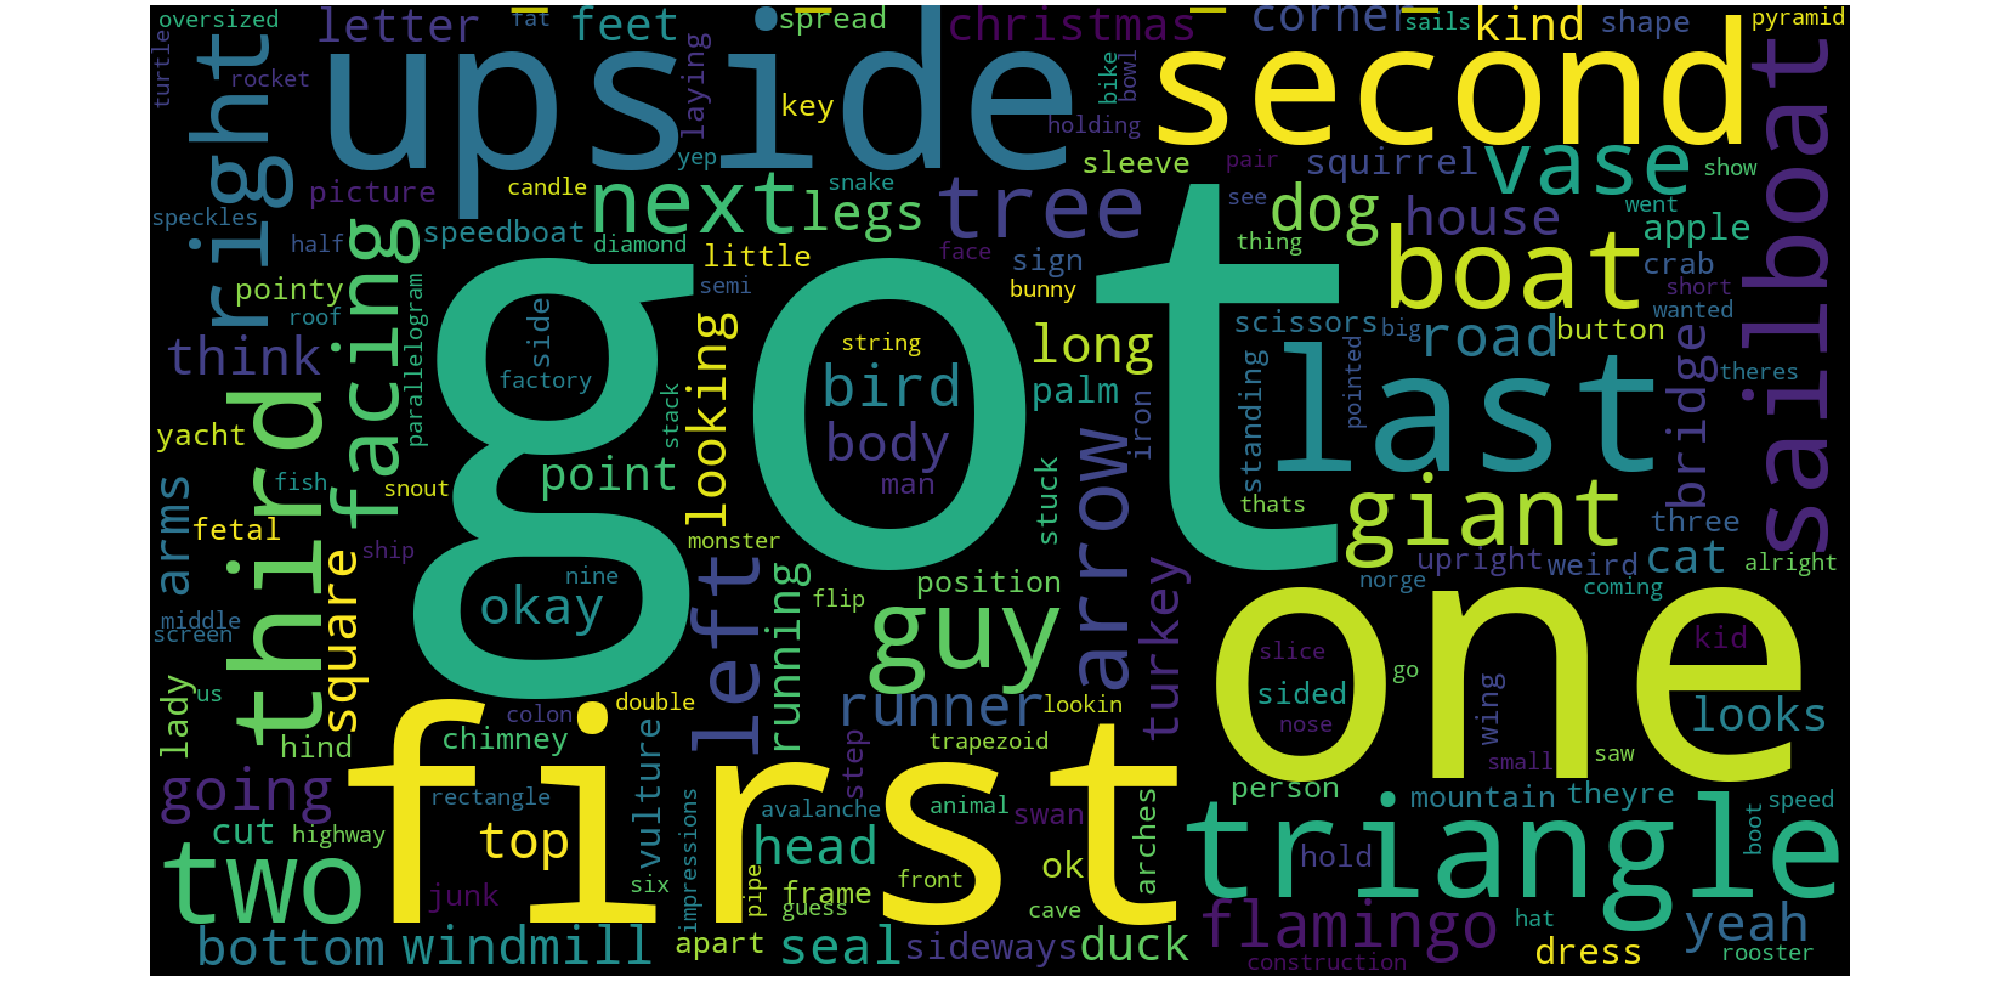 oversized
letter
fat
feet
spread
christmas
corner
sails
kind
shape
pyramid
turtle
right
rocket
upside
laying
key
holding
bike
bowl
second
sailboat
yep
sleeve
pair
squirrel
vase
show
picture
candle
next
snake
legs
tree
see
dog
house
went
apple
speckles
half
facing
speedboat
diamond
little
face
sign
thing
boat
crab
pointy
semi
bunny
short
roof
parallelogram
got
side
looking
string
long
scissors
big
road
wanted
button
think
factory
bird
palm
standing
pointed
last
bridge
theres
third
stack
body
iron
yacht
point
man
stuck
arrow
fish
snout
thats
giant
three
arms
fetal
square
ship
monster
nine
okay
left
running
flip
position
guy
turkey
norge
upright
weird
cat
coming
alright
middle
screen
one
slice
kid
go
sided
wing
nose
looks
lady
us
double
colon
runner
lookin
hind
chimney
vulture
first
step
trapezoid
small
saw
going
rectangle
impressions
avalanche
animal
swan
arches
person
mountain
theyre
speed
triangle
boot
cut
highway
top
head
hold
two
junk
six
pipe
frame
guess
front
ok
cave
flamingo
hat
yeah
bottom
windmill
apart
seal
sideways
duck
construction
dress
rooster